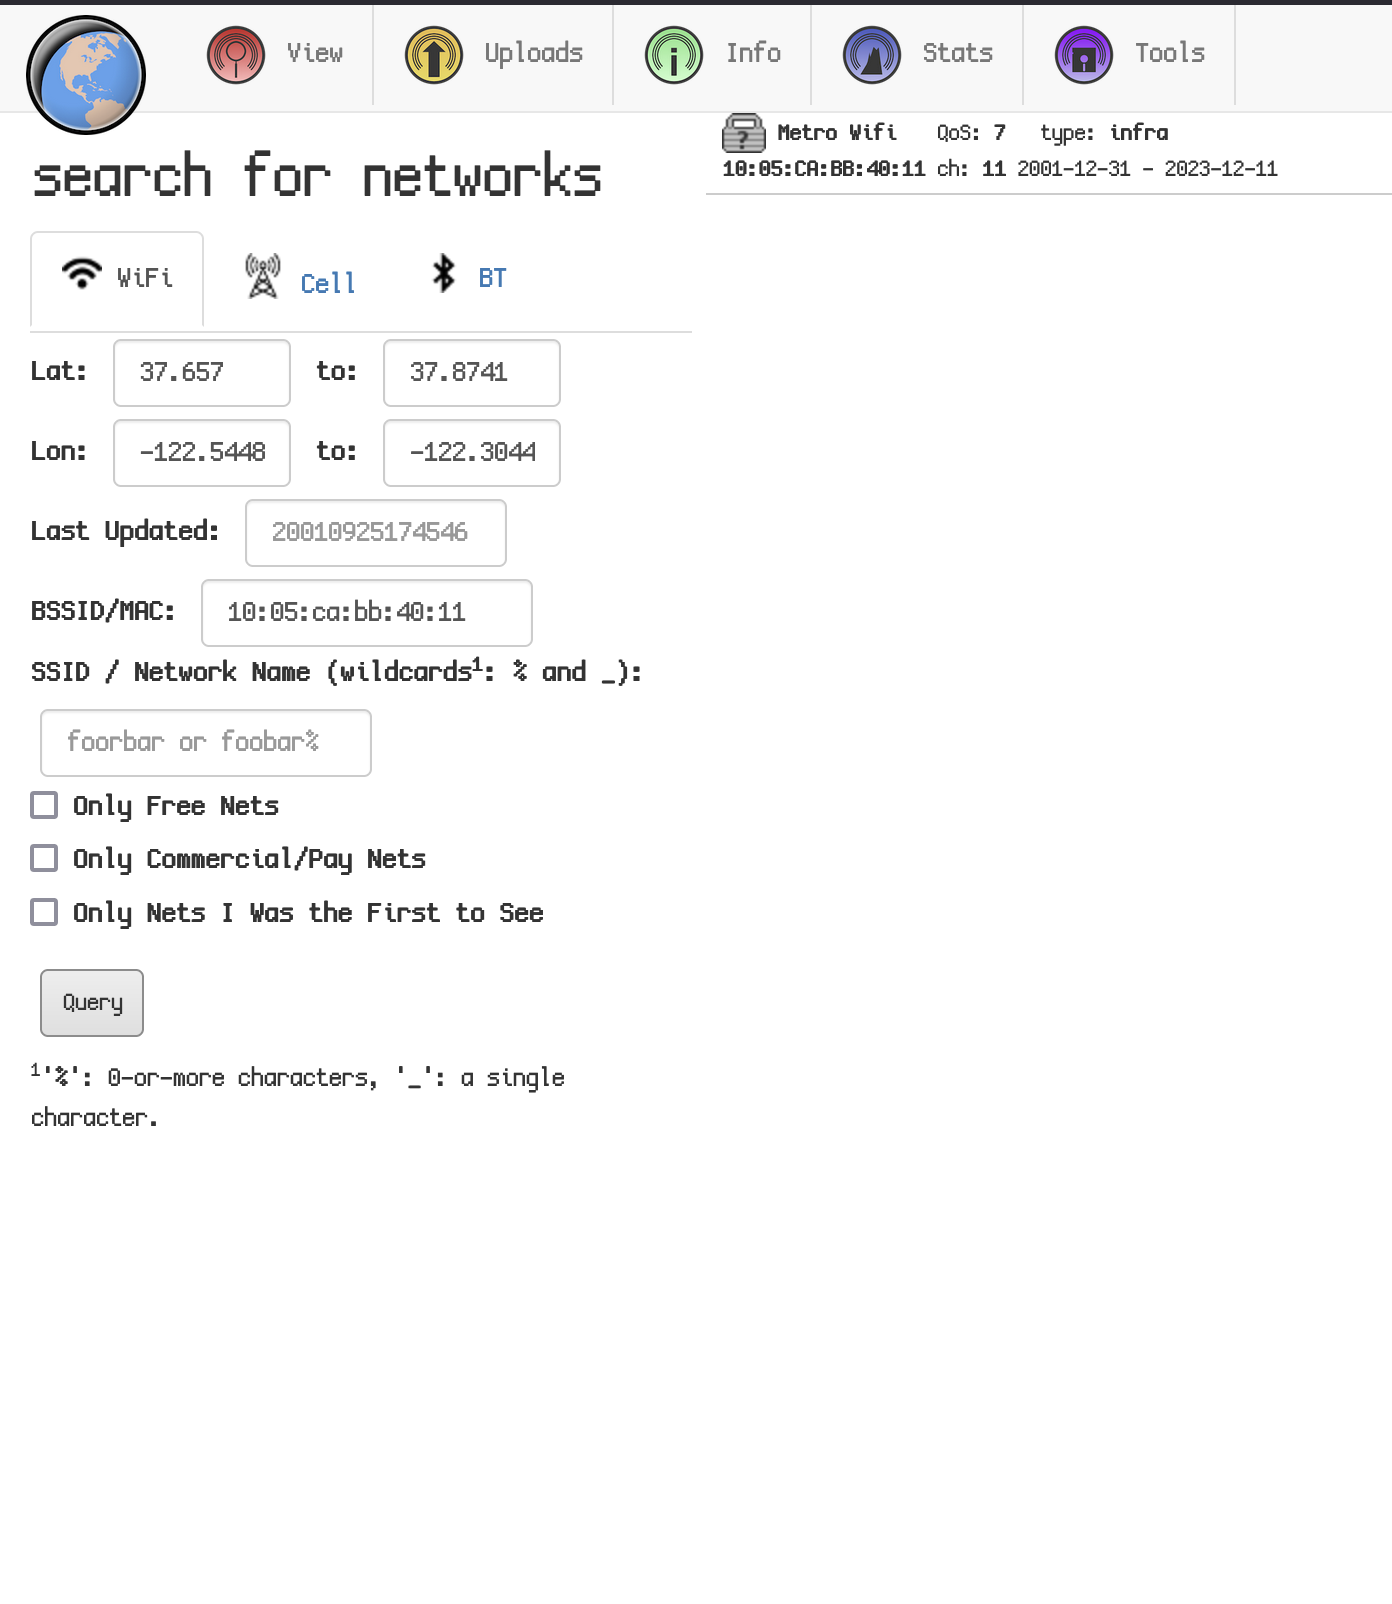 View Uploads Info Stats Tools
search for networks
WiFi Cell BT
Lat: 37.657 to: 37.8741
Lon: -122.5448 to: -122.3044
Last Updated: 20010925174546
BSSID/MAC: 10:05:ca:bb:40:11
SSID / Network Name (wildcards1: % and _):
foorbar or foobar%
Only Free Nets
Only Commercial/Pay Nets
Only Nets I Was the First to See
Query
1'%': 0-or-more characters, '_': a single
character.
? Metro Wifi QoS: 7 type: infra
10:05:CA:BB:40:11 ch: 11 2001-12-31 - 2023-12-11